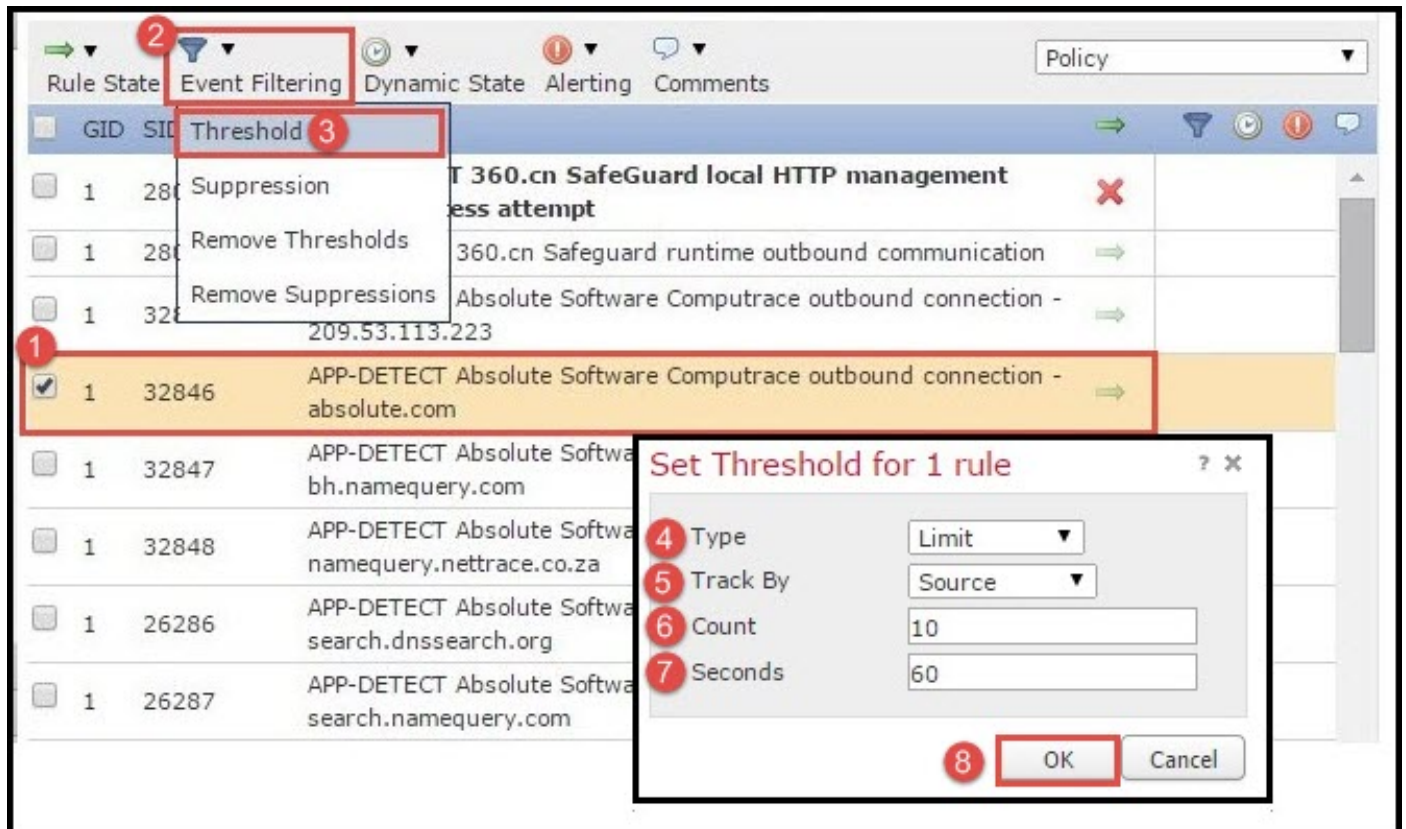 2
Rule State Event Filtering Dynamic State Alerting Comments
Policy
GID SID
Threshold 3
Suppression
Remove Thresholds
Remove Suppressions
1 T 360.cn SafeGuard local HTTP management
ess attempt
1 360.cn Safeguard runtime outbound communication
1 Absolute Software Computrace outbound connection -
209.53.113.223
1
1 32846 APP-DETECT Absolute Software Computrace outbound connection -
absolute.com
1 32847 APP-DETECT Absolute Softwa
bh.namequery.com
1 32848 APP-DETECT Absolute Softwa
namequery.nettrace.co.za
1 26286 APP-DETECT Absolute Softwa
search.dnssearch.org
1 26287 APP-DETECT Absolute Softwa
search.namequery.com
Set Threshold for 1 rule ?
4 Type Limit
5 Track By Source
6 Count 10
7 Seconds 60
8 OK Cancel